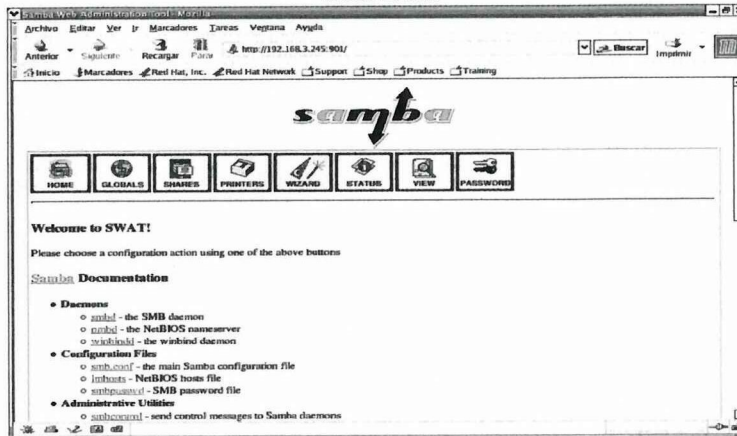 Samba Web Administration tool - Mozilla
Archivo Editar Ver Ir Marcadores Tareas Ventana Ayuda
Anterior Siguiente Recargar Parar http://192.168.3.245:901/ Buscar Imprimir
Inicio Marcadores Red Hat, Inc. Red Hat Network Support Shop Products Training
samba
HOME GLOBALS SHARES PRINTERS WIZARD STATUS VIEW PASSWORD
Welcome to SWAT!
Please choose a configuration action using one of the above buttons
Samba Documentation
• Daemons
○ smbd - the SMB daemon
○ nmbd - the NetBIOS nameserver
○ winbindd - the winbind daemon
• Configuration Files
○ smb.conf - the main Samba configuration file
○ lmhosts - NetBIOS hosts file
○ smbpasswd - SMB password file
• Administrative Utilities
○ smbcontrol - send control messages to Samba daemons